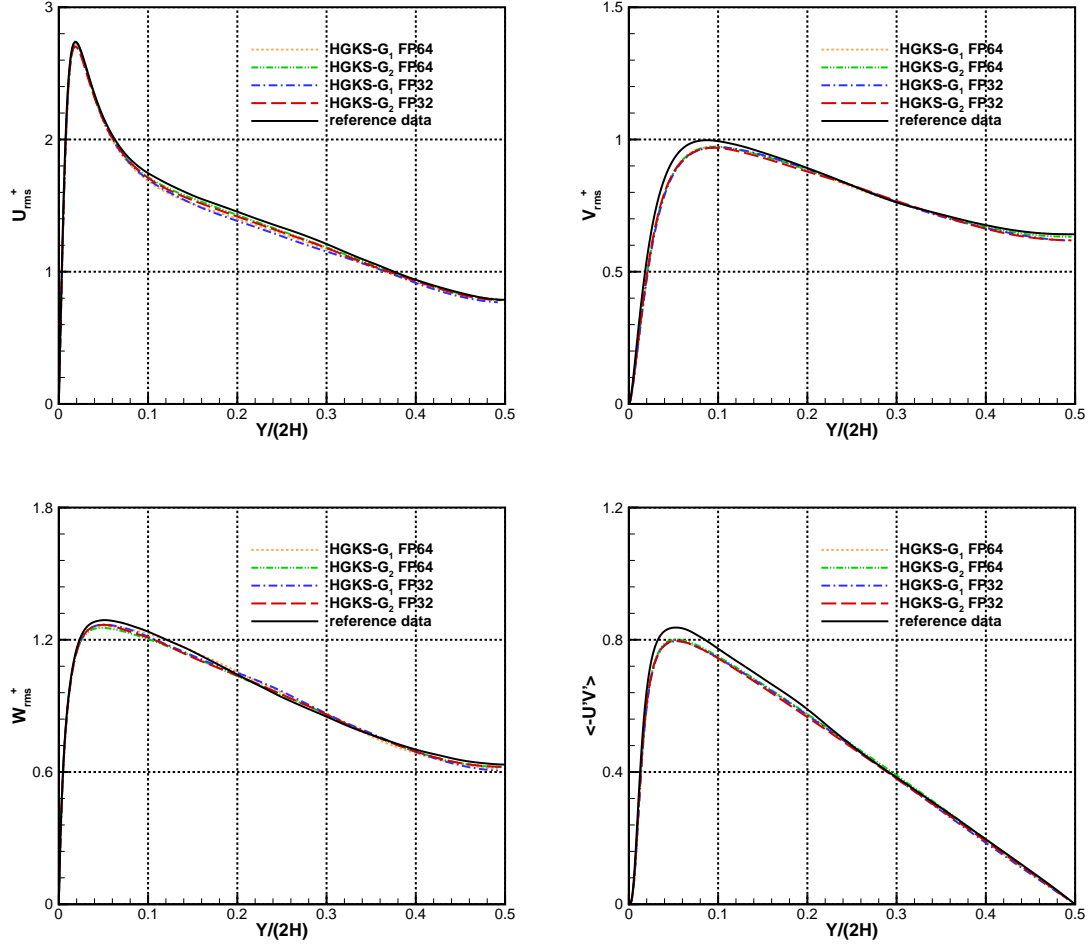 3
2
1
0
0
0.1
0.2
0.3
0.4
0.5
U+rms
Y/(2H)
HGKS-G1 FP64
HGKS-G2 FP64
HGKS-G1 FP32
HGKS-G2 FP32
reference data
1.5
1
0.5
0
0
0.1
0.2
0.3
0.4
0.5
V+rms
Y/(2H)
HGKS-G1 FP64
HGKS-G2 FP64
HGKS-G1 FP32
HGKS-G2 FP32
reference data
1.8
1.2
0.6
0
0
0.1
0.2
0.3
0.4
0.5
W+rms
Y/(2H)
HGKS-G1 FP64
HGKS-G2 FP64
HGKS-G1 FP32
HGKS-G2 FP32
reference data
1.2
0.8
0.4
0
0
0.1
0.2
0.3
0.4
0.5
<-U'V'>
Y/(2H)
HGKS-G1 FP64
HGKS-G2 FP64
HGKS-G1 FP32
HGKS-G2 FP32
reference data